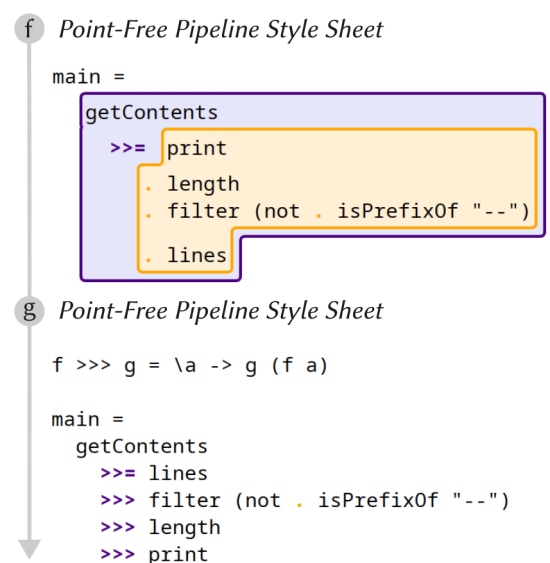 f Point-Free Pipeline Style Sheet
main =
getContents
>>= print
. length
. filter (not . isPrefixOf "--")
. lines
g Point-Free Pipeline Style Sheet
f >>> g = \a -> g (f a)
main =
getContents
>>= lines
>>> filter (not . isPrefixOf "--")
>>> length
>>> print